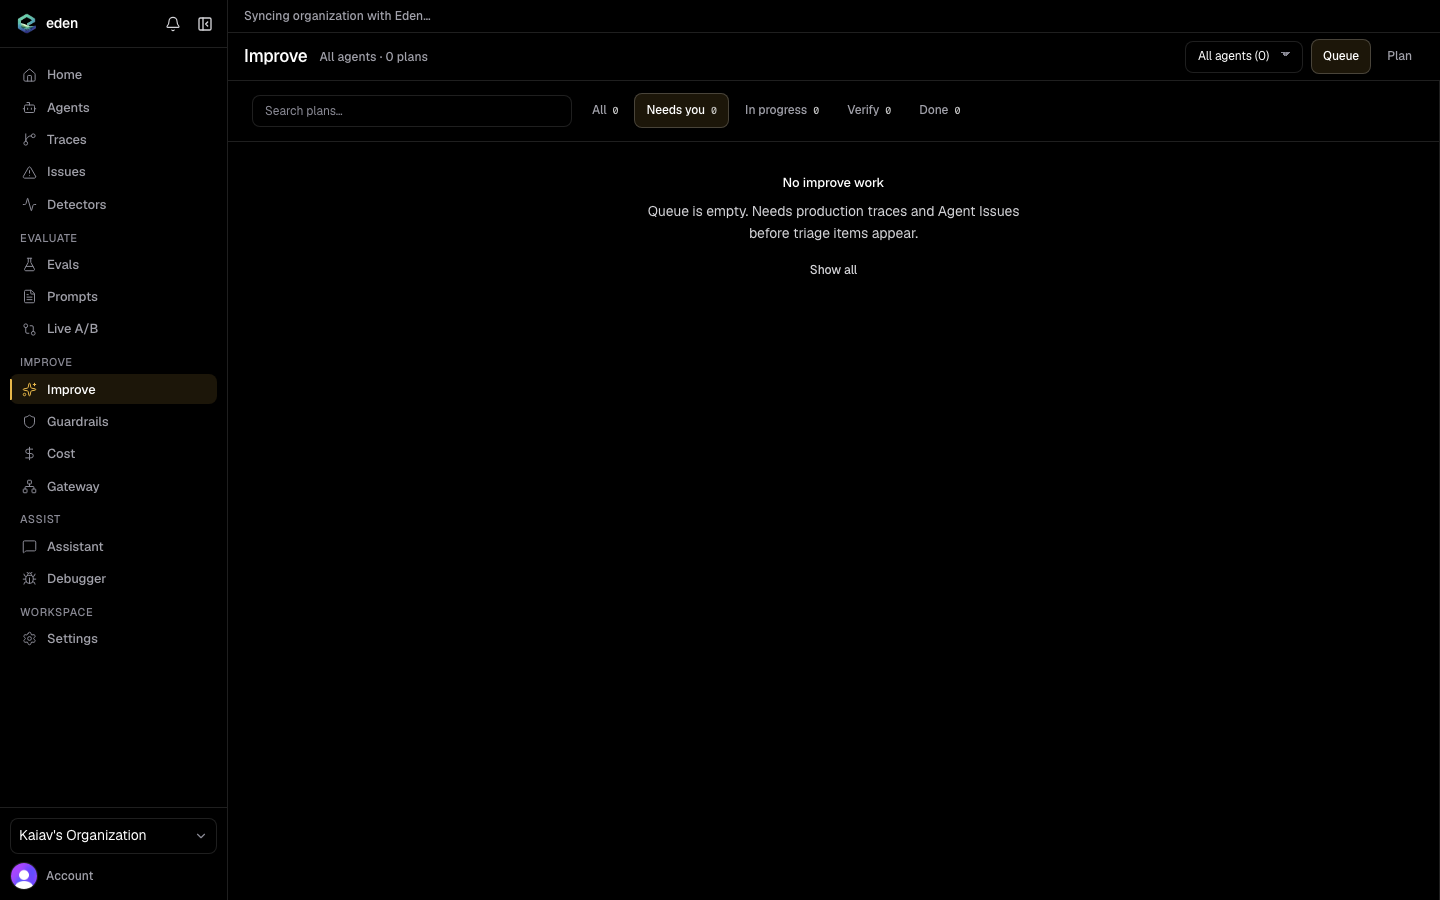 eden
Home
Agents
Traces
Issues
Detectors
EVALUATE
Evals
Prompts
Live A/B
IMPROVE
Improve
Guardrails
Cost
Gateway
ASSIST
Assistant
Debugger
WORKSPACE
Settings
Kaiav's Organization
Account
Syncing organization with Eden…
Improve All agents · 0 plans
All agents (0) Queue Plan
Search plans… All 0 Needs you 0 In progress 0 Verify 0 Done 0
No improve work
Queue is empty. Needs production traces and Agent Issues
before triage items appear.
Show all